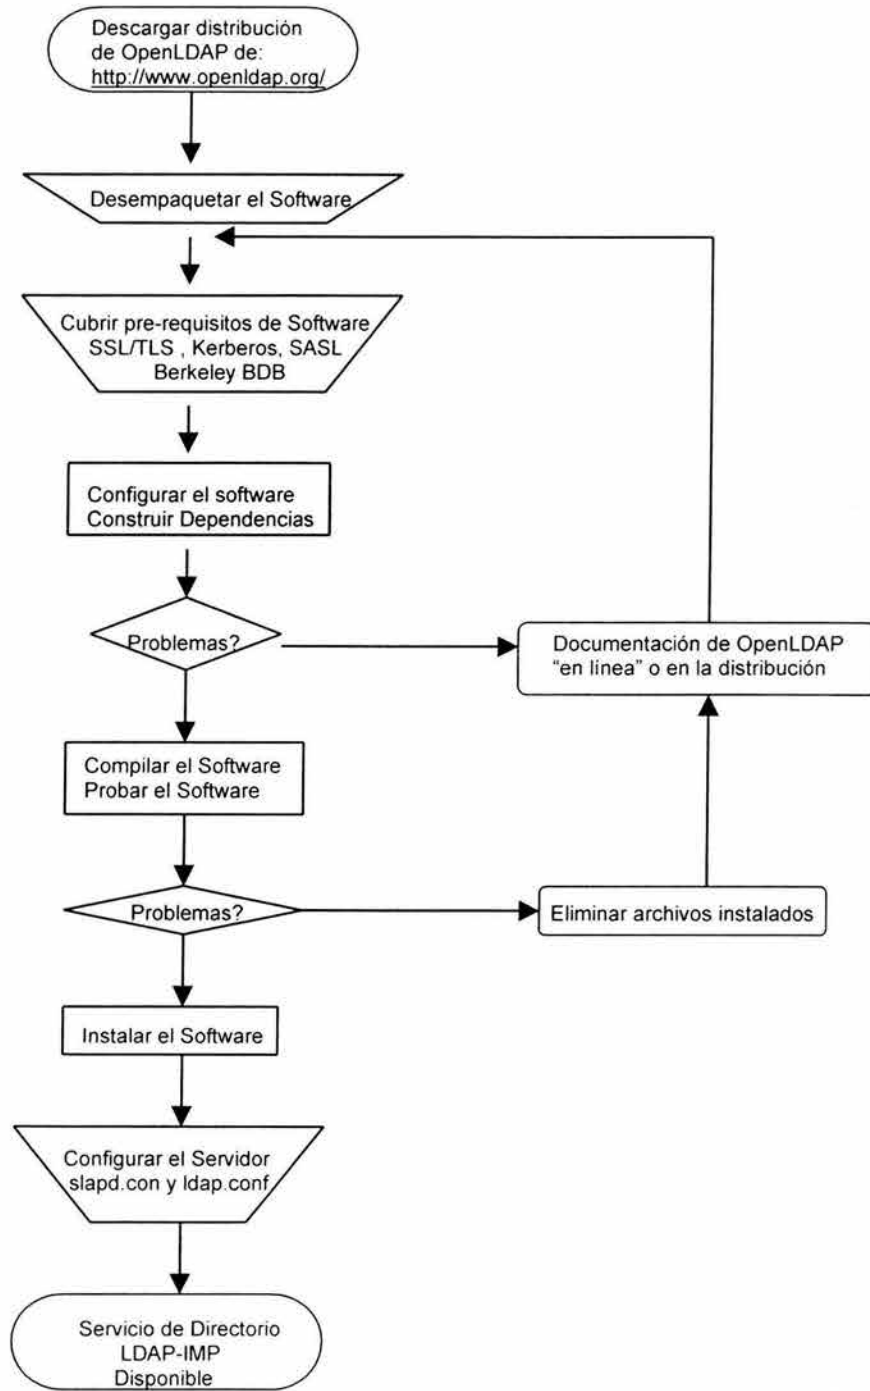 Descargar distribución
de OpenLDAP de:
http://www.openldap.org/
Desempaquetar el Software
Cubrir pre-requisitos de Software
SSL/TLS , Kerberos, SASL
Berkeley BDB
Configurar el software
Construir Dependencias
Problemas?
Documentación de OpenLDAP
“en línea” o en la distribución
Compilar el Software
Probar el Software
Problemas?
Eliminar archivos instalados
Instalar el Software
Configurar el Servidor
slapd.con y ldap.conf
Servicio de Directorio
LDAP-IMP
Disponible